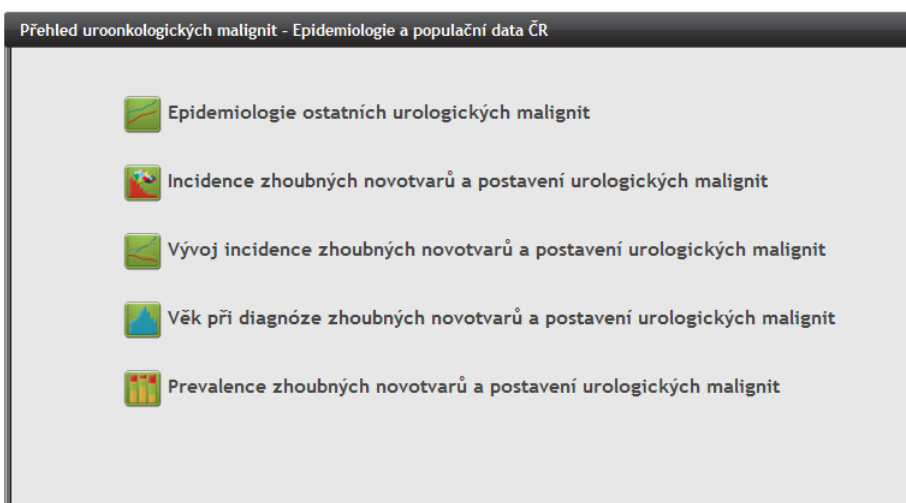 Přehled uroonkologických malignit - Epidemiologie a populační data ČR
Epidemiologie ostatních urologických malignit
Incidence zhoubných novotvarů a postavení urologických malignit
Vývoj incidence zhoubných novotvarů a postavení urologických malignit
Věk při diagnóze zhoubných novotvarů a postavení urologických malignit
Prevalence zhoubných novotvarů a postavení urologických malignit